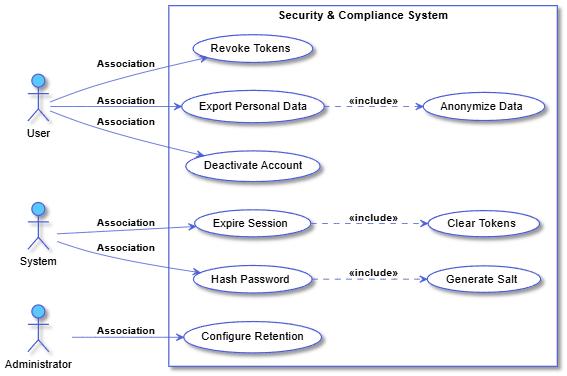 Security & Compliance System
Revoke Tokens
Association
User
Association
Export Personal Data
«include»
Anonymize Data
Association
Deactivate Account
System
Association
Expire Session
«include»
Clear Tokens
Association
Hash Password
«include»
Generate Salt
Administrator
Association
Configure Retention